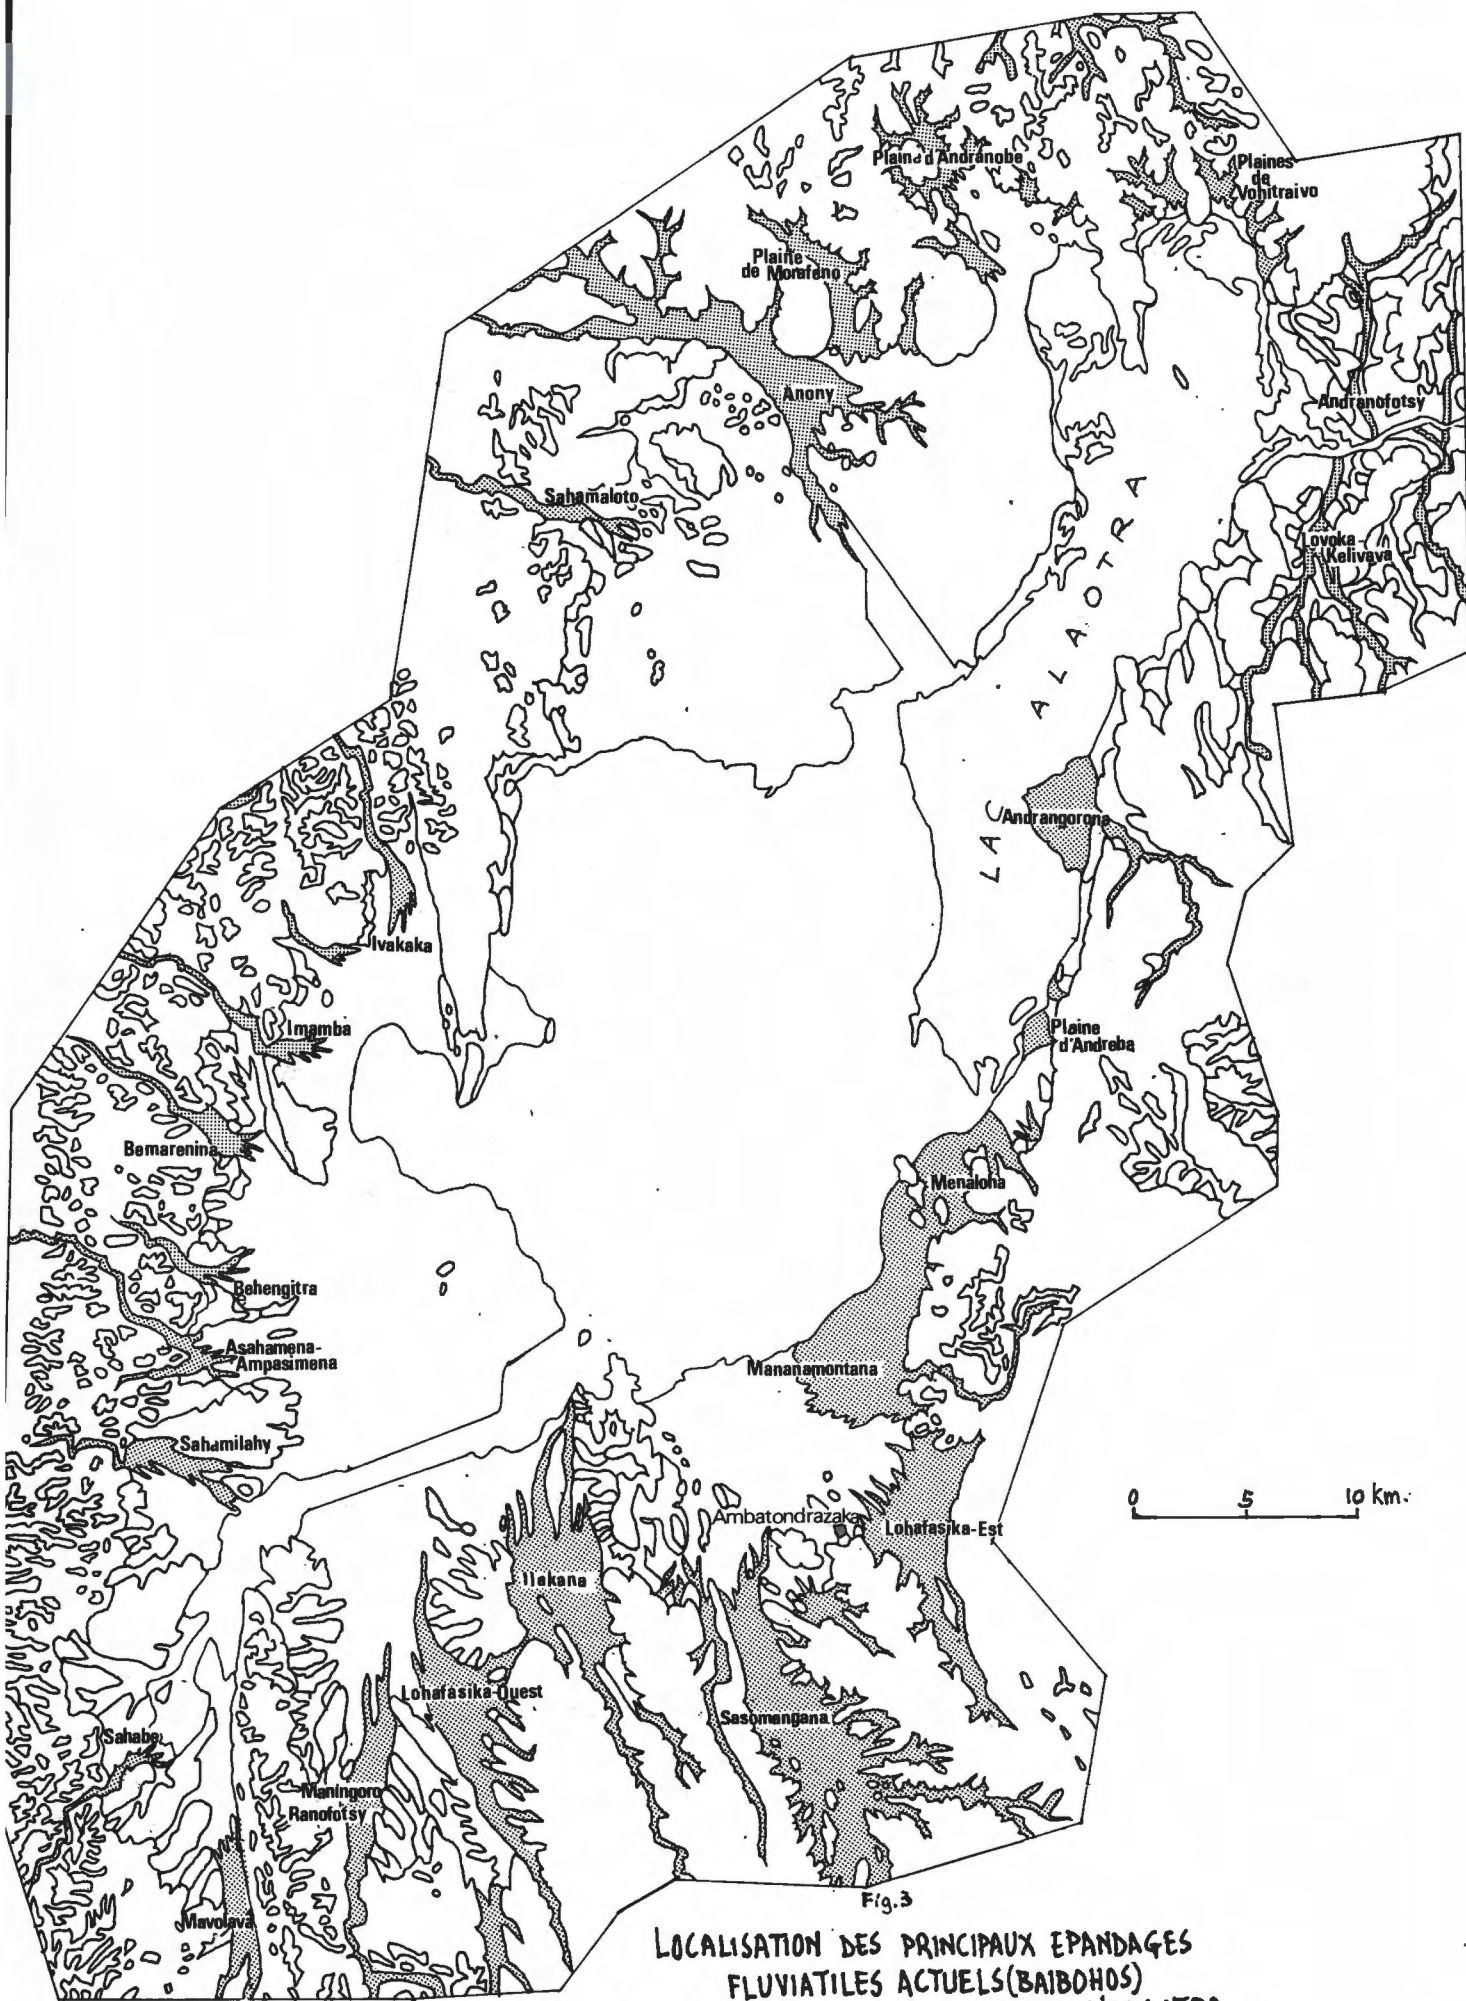 Plaine d'Andranobe
Plaines
de
Vohitraivo
Plaine
de Morafeno
Anony
Andranofotsy
Sahamaloto
Lovoka-
Kelivava
LAC ALAOTRA
Andrangorona
Ivakaka
Imamba
Plaine
d'Andreba
Bemarenina
Menaloha
Behengitra
Asahamena-
Ampasimena
Mananamontana
Sahamilahy
0 5 10 km.
Ambatondrazaka
Lohafasika-Est
Ilakana
Lohafasika-Ouest
Sasomangana
Sahabe
Maningoro
Ranofotsy
Mavolava
Fig.3
LOCALISATION DES PRINCIPAUX EPANDAGES
FLUVIATILES ACTUELS (BAIBOHOS)